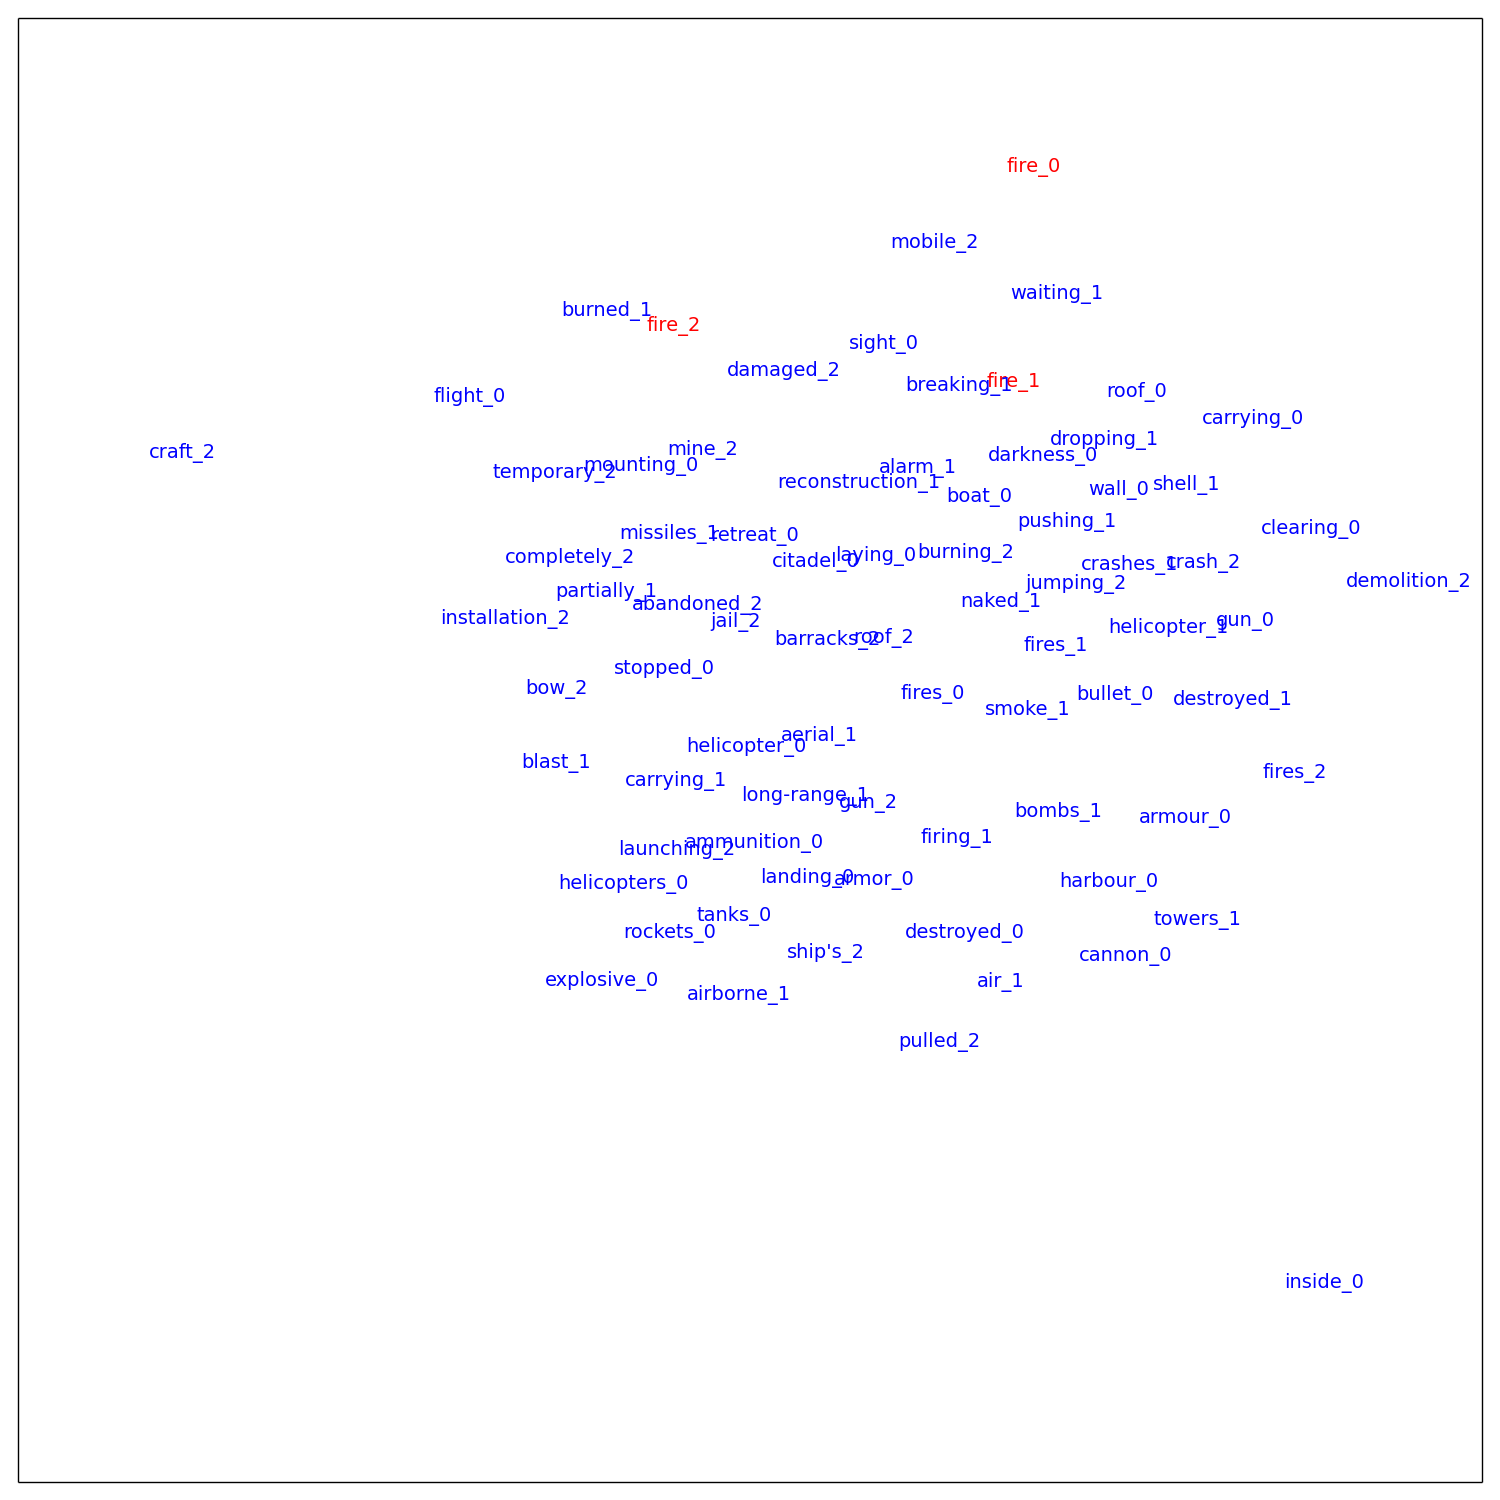 fire_0
mobile_2
waiting_1
burned_1
fire_2
sight_0
damaged_2
breaking_1
fire_1
roof_0
flight_0
carrying_0
dropping_1
craft_2
mine_2
darkness_0
mounting_0
temporary_2
alarm_1
reconstruction_1
boat_0
wall_0
shell_1
pushing_1
clearing_0
missiles_1
retreat_0
completely_2
citadel_0
laying_0
burning_2
crashes_1
crash_2
demolition_2
jumping_2
partially_1
abandoned_2
naked_1
installation_2
jail_2
helicopter_1
gun_0
barracks_2
roof_2
fires_1
stopped_0
bow_2
fires_0
bullet_0
destroyed_1
smoke_1
aerial_1
helicopter_0
blast_1
fires_2
carrying_1
long-range_1
gun_2
bombs_1
armour_0
firing_1
ammunition_0
launching_2
helicopters_0
landing_0
armor_0
harbour_0
tanks_0
towers_1
rockets_0
destroyed_0
ship's_2
cannon_0
explosive_0
air_1
airborne_1
pulled_2
inside_0